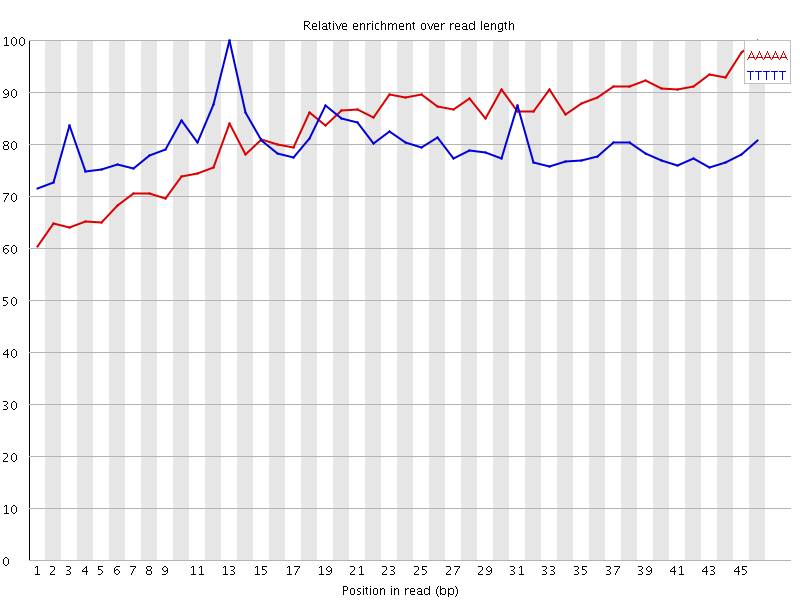 Relative enrichment over read length
100
90
80
70
60
50
40
30
20
10
0
AAAAA
TTTTT
1 2 3 4 5 6 7 8 9 11 13 15 17 19 21 23 25 27 29 31 33 35 37 39 41 43 45
Position in read (bp)